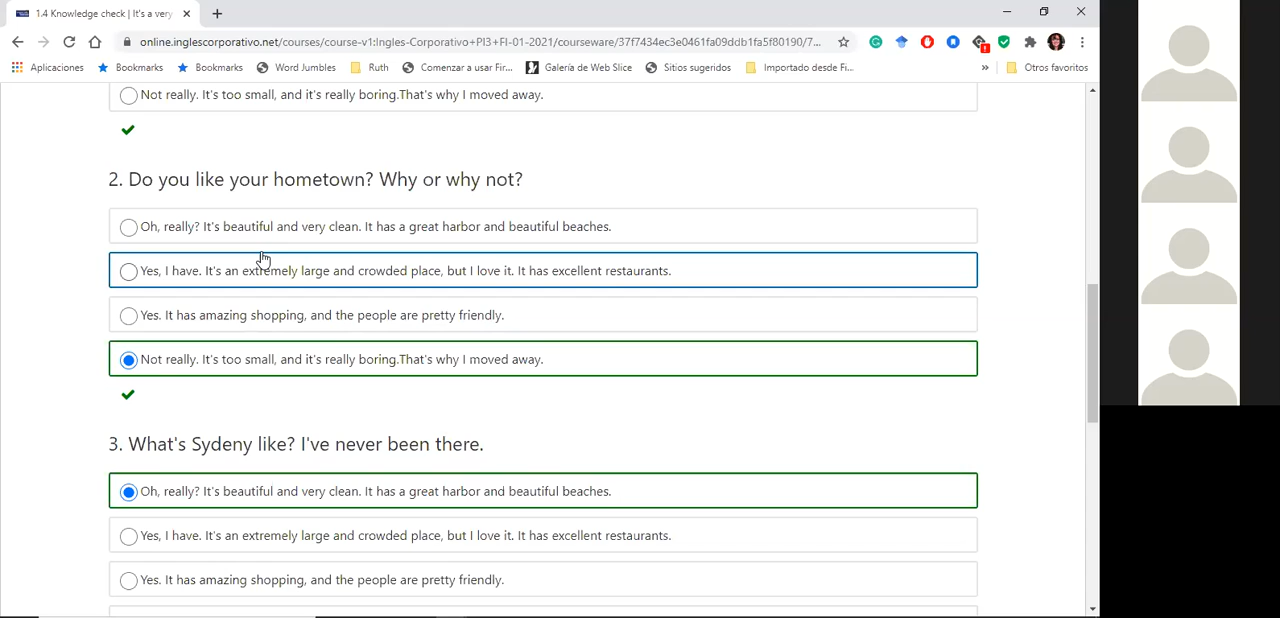 1.4 Knowledge check | It's a very
online.inglescorporativo.net/courses/course-v1:Ingles-Corporativo+PI3+FI-01-2021/courseware/37f7434ec3e0461fa09ddb1fa5f80190/7...
Aplicaciones Bookmarks Bookmarks Word Jumbles Ruth Comenzar a usar Fir... Galería de Web Slice Sitios sugeridos Importado desde Fi... » Otros favoritos
Not really. It's too small, and it's really boring.That's why I moved away.
2. Do you like your hometown? Why or why not?
Oh, really? It's beautiful and very clean. It has a great harbor and beautiful beaches.
Yes, I have. It's an extremely large and crowded place, but I love it. It has excellent restaurants.
Yes. It has amazing shopping, and the people are pretty friendly.
Not really. It's too small, and it's really boring.That's why I moved away.
3. What's Sydeny like? I've never been there.
Oh, really? It's beautiful and very clean. It has a great harbor and beautiful beaches.
Yes, I have. It's an extremely large and crowded place, but I love it. It has excellent restaurants.
Yes. It has amazing shopping, and the people are pretty friendly.